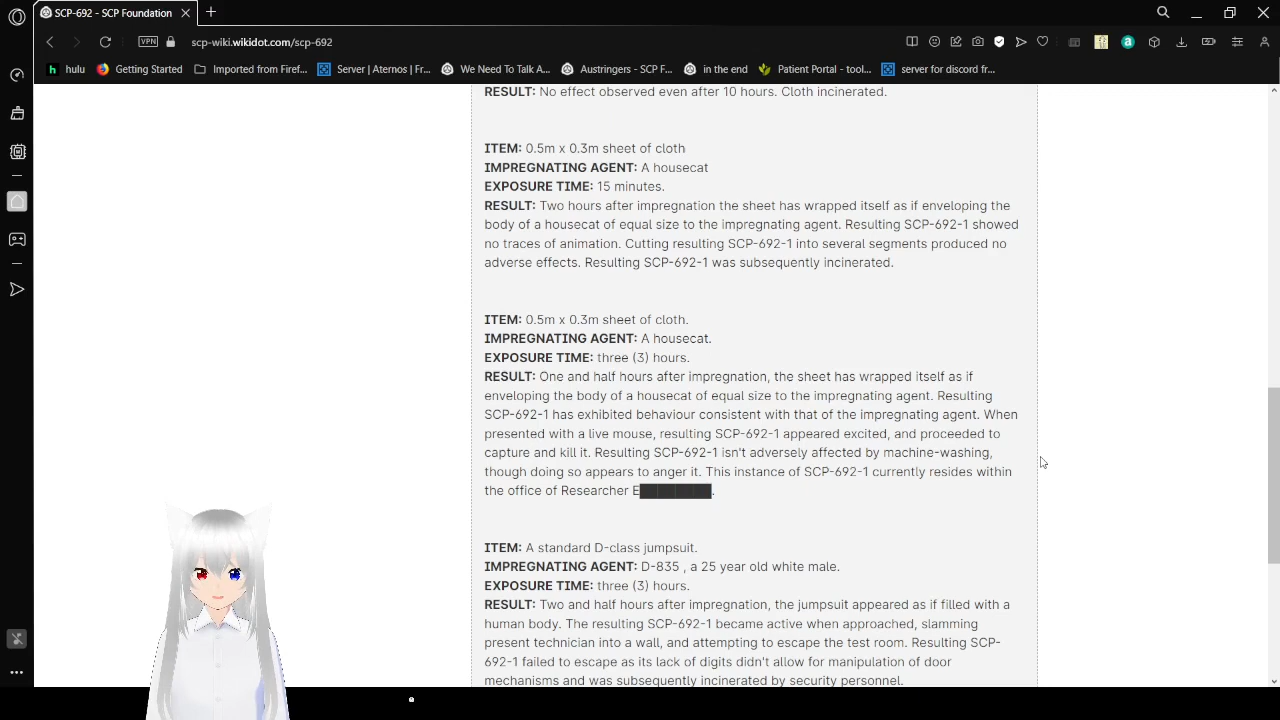 SCP-692 - SCP Foundation
VPN
scp-wiki.wikidot.com/scp-692
hulu
Getting Started
Imported from Firef...
Server | Aternos | Fr...
We Need To Talk A...
Austringers - SCP F...
in the end
Patient Portal - tool...
server for discord fr...
RESULT: No effect observed even after 10 hours. Cloth incinerated.
ITEM: 0.5m x 0.3m sheet of cloth
IMPREGNATING AGENT: A housecat
EXPOSURE TIME: 15 minutes.
RESULT: Two hours after impregnation the sheet has wrapped itself as if enveloping the
body of a housecat of equal size to the impregnating agent. Resulting SCP-692-1 showed
no traces of animation. Cutting resulting SCP-692-1 into several segments produced no
adverse effects. Resulting SCP-692-1 was subsequently incinerated.
ITEM: 0.5m x 0.3m sheet of cloth.
IMPREGNATING AGENT: A housecat.
EXPOSURE TIME: three (3) hours.
RESULT: One and half hours after impregnation, the sheet has wrapped itself as if
enveloping the body of a housecat of equal size to the impregnating agent. Resulting
SCP-692-1 has exhibited behaviour consistent with that of the impregnating agent. When
presented with a live mouse, resulting SCP-692-1 appeared excited, and proceeded to
capture and kill it. Resulting SCP-692-1 isn't adversely affected by machine-washing,
though doing so appears to anger it. This instance of SCP-692-1 currently resides within
the office of Researcher E████████.
ITEM: A standard D-class jumpsuit.
IMPREGNATING AGENT: D-835 , a 25 year old white male.
EXPOSURE TIME: three (3) hours.
RESULT: Two and half hours after impregnation, the jumpsuit appeared as if filled with a
human body. The resulting SCP-692-1 became active when approached, slamming
present technician into a wall, and attempting to escape the test room. Resulting SCP-
692-1 failed to escape as its lack of digits didn't allow for manipulation of door
mechanisms and was subsequently incinerated by security personnel.